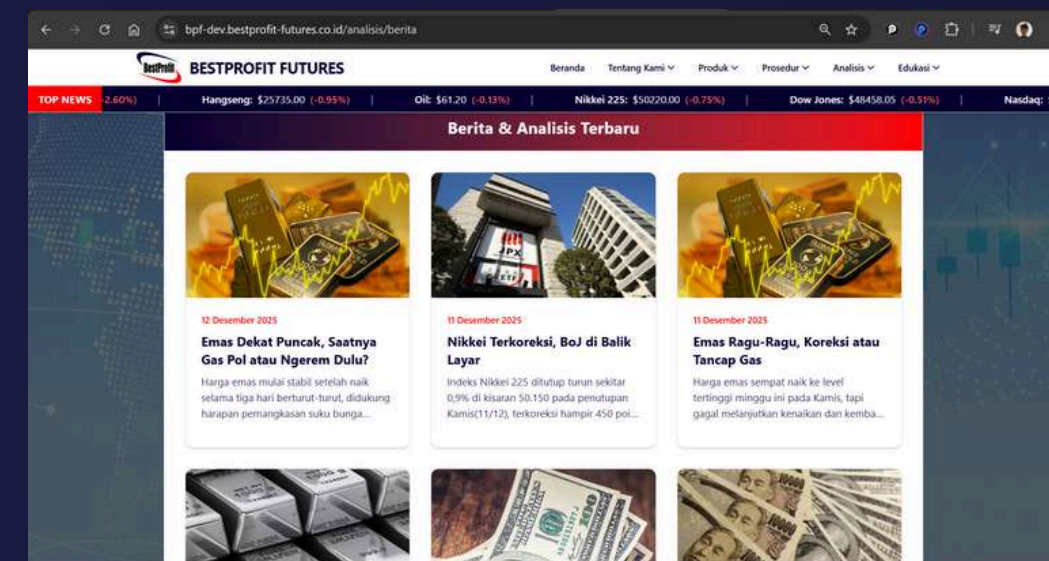 bpf-dev.bestprofit-futures.co.id/analisis/berita
BestProfit BESTPROFIT FUTURES
Beranda Tentang Kami Produk Prosedur Analisis Edukasi
TOP NEWS 2.60%) | Hangseng: $25735.00 (-0.95%) | Oil: $61.20 (-0.13%) | Nikkei 225: $50220.00 (-0.75%) | Dow Jones: $48458.05 (-0.51%) | Nasdaq:
Berita & Analisis Terbaru
JPX
ETF
12 Desember 2025
Emas Dekat Puncak, Saatnya
Gas Pol atau Ngerem Dulu?
Harga emas mulai stabil setelah naik
selama tiga hari berturut-turut, didukung
harapan pemangkasan suku bunga...
11 Desember 2025
Nikkei Terkoreksi, BoJ di Balik
Layar
Indeks Nikkei 225 ditutup turun sekitar
0,9% di kisaran 50.150 pada penutupan
Kamis(11/12), terkoreksi hampir 450 poi...
11 Desember 2025
Emas Ragu-Ragu, Koreksi atau
Tancap Gas
Harga emas sempat naik ke level
tertinggi minggu ini pada Kamis, tapi
gagal melanjutkan kenaikan dan kemba...
100
10000